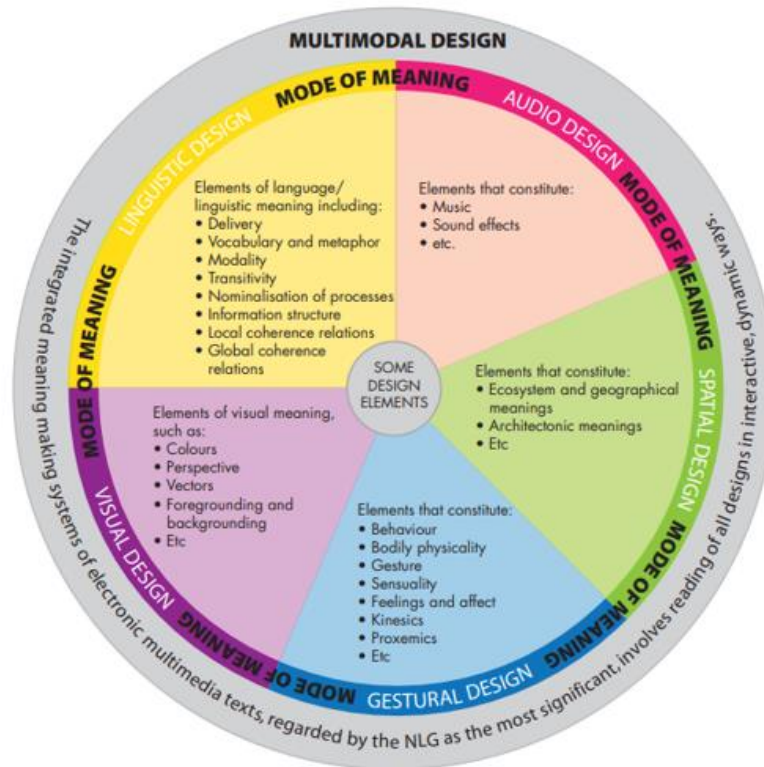 MULTIMODAL DESIGN
MODE OF MEANING
LINGUISTIC DESIGN
MODE OF MEANING
Elements of language/
linguistic meaning including:
• Delivery
• Vocabulary and metaphor
• Modality
• Transitivity
• Nominalisation of processes
• Information structure
• Local coherence relations
• Global coherence
relations
AUDIO DESIGN
MODE OF MEANING
Elements that constitute:
• Music
• Sound effects
• etc.
SPATIAL DESIGN
MODE OF MEANING
Elements that constitute:
• Ecosystem and geographical
meanings
• Architectonic meanings
• Etc
GESTURAL DESIGN
MODE OF MEANING
Elements that constitute:
• Behaviour
• Bodily physicality
• Gesture
• Sensuality
• Feelings and affect
• Kinesics
• Proxemics
• Etc
VISUAL DESIGN
MODE OF MEANING
Elements of visual meaning,
such as:
• Colours
• Perspective
• Vectors
• Foregrounding and
backgrounding
• Etc
SOME
DESIGN
ELEMENTS
The integrated meaning making systems of electronic multimedia texts, regarded by the NLG as the most significant, involves reading of all designs in interactive, dynamic ways.